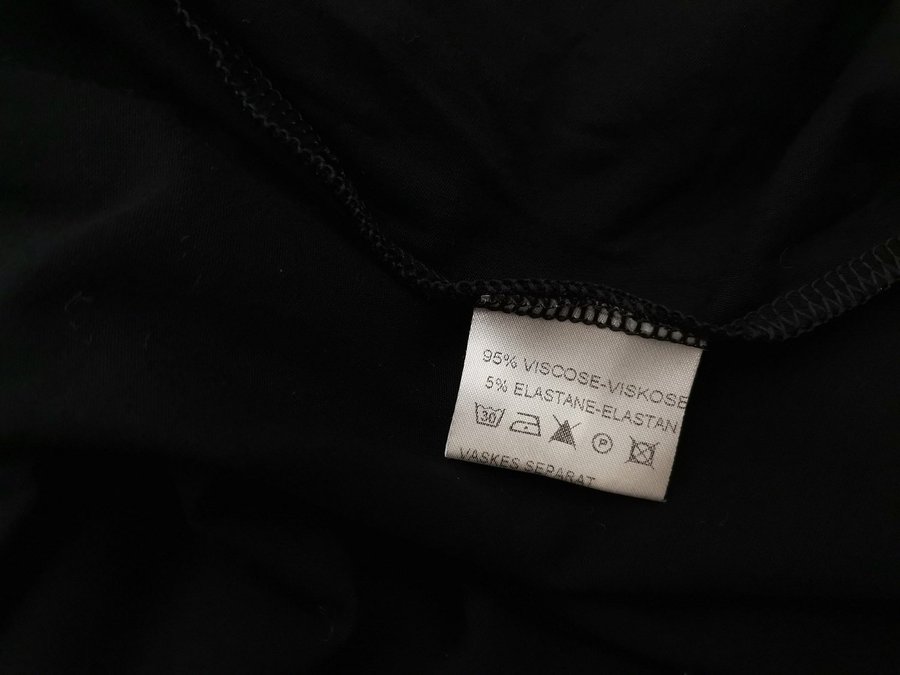 95% VISCOSE-VISKOSE
5% ELASTANE-ELASTAN
30 P
VASKES SEPARAT